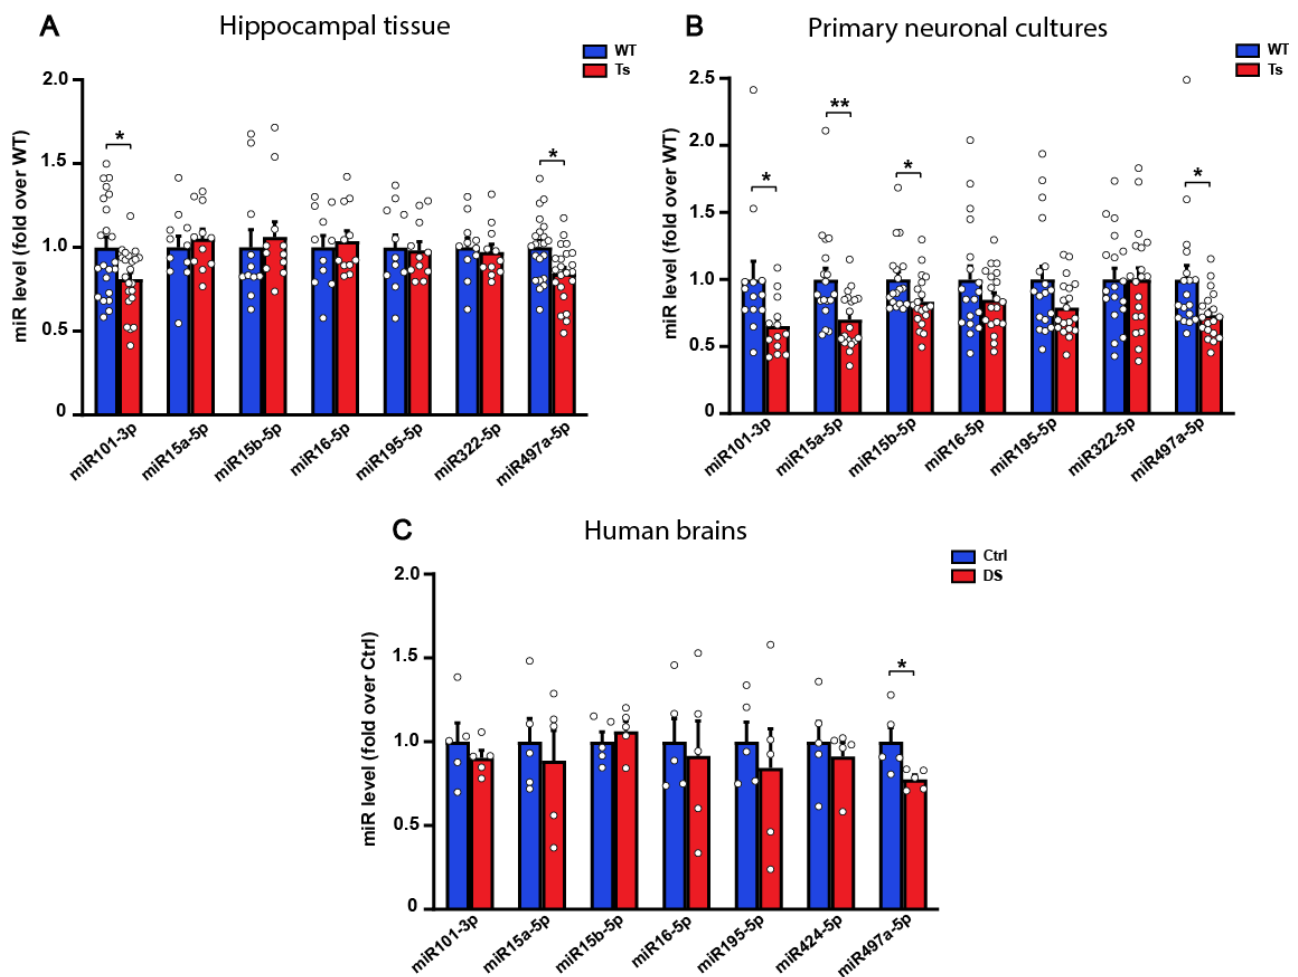 A
Hippocampal tissue
WT
Ts
miR level (fold over WT)
2.0
1.5
1.0
0.5
0
*
*
miR101-3p
miR15a-5p
miR15b-5p
miR16-5p
miR195-5p
miR322-5p
miR497a-5p
B
Primary neuronal cultures
WT
Ts
miR level (fold over WT)
2.5
2.0
1.5
1.0
0.5
0
*
**
*
*
miR101-3p
miR15a-5p
miR15b-5p
miR16-5p
miR195-5p
miR322-5p
miR497a-5p
C
Human brains
Ctrl
DS
miR level (fold over Ctrl)
2.0
1.5
1.0
0.5
0
*
miR101-3p
miR15a-5p
miR15b-5p
miR16-5p
miR195-5p
miR424-5p
miR497a-5p